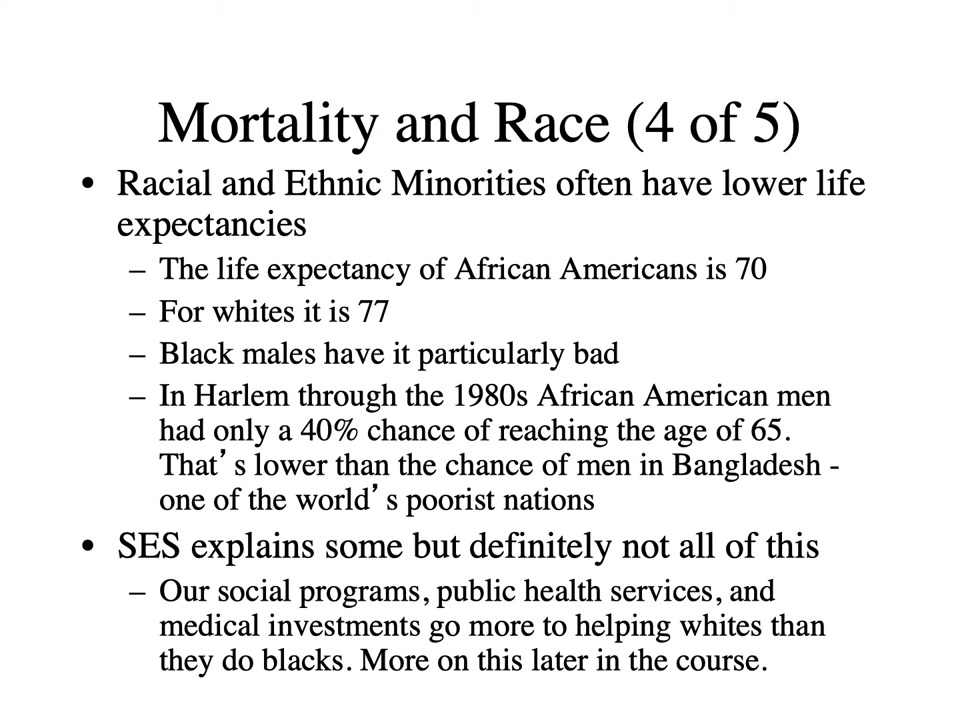 Mortality and Race (4 of 5)
• Racial and Ethnic Minorities often have lower life
expectancies
– The life expectancy of African Americans is 70
– For whites it is 77
– Black males have it particularly bad
– In Harlem through the 1980s African American men
had only a 40% chance of reaching the age of 65.
That’s lower than the chance of men in Bangladesh -
one of the world’s poorist nations
• SES explains some but definitely not all of this
– Our social programs, public health services, and
medical investments go more to helping whites than
they do blacks. More on this later in the course.